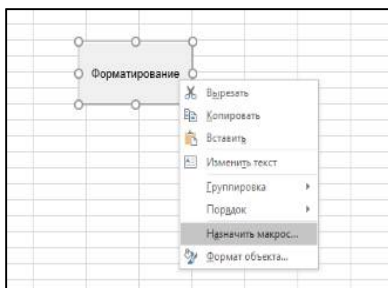 Форматирование
Вырезать
Копировать
Вставить
Изменить текст
Группировка
Порядок
Назначить макрос...
Формат объекта...